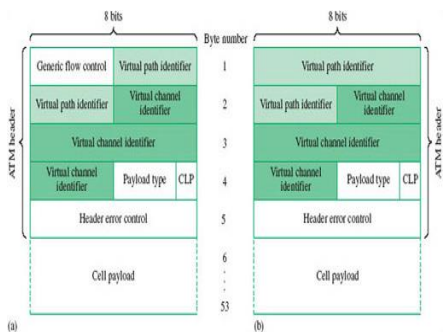 8 bits
8 bits
Byte number
ATM header
Generic flow control
Virtual path identifier
1
Virtual path identifier
Virtual path identifier
Virtual channel
identifier
2
Virtual path identifier
Virtual channel
identifier
Virtual channel identifier
3
Virtual channel identifier
Virtual channel
identifier
Payload type
CLP
4
Virtual channel
identifier
Payload type
CLP
Header error control
5
Header error control
ATM header
Cell payload
6
.
.
.
53
Cell payload
(a)
(b)